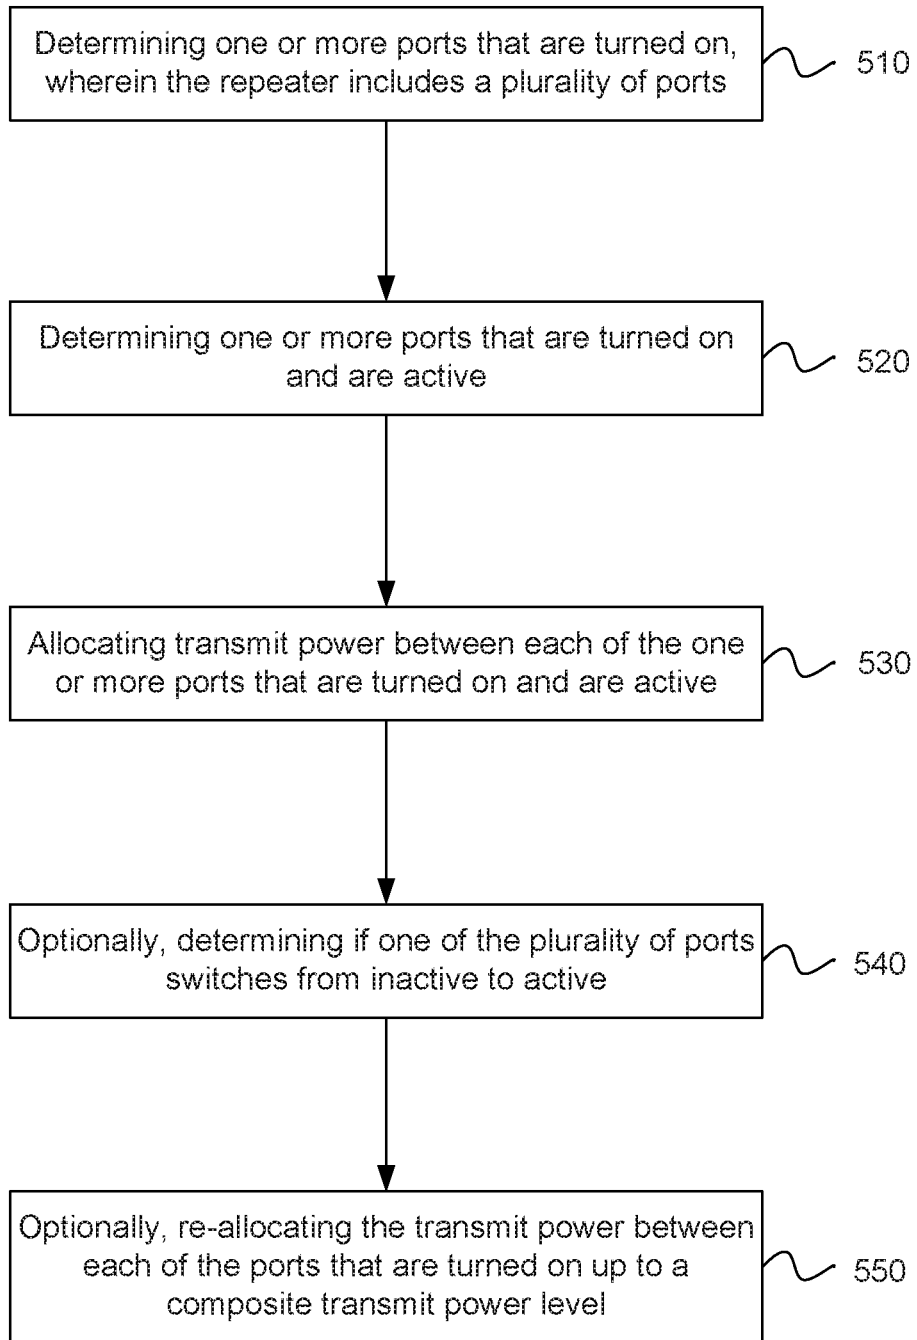 Determining one or more ports that are turned on,
wherein the repeater includes a plurality of ports
510
Determining one or more ports that are turned on
and are active
520
Allocating transmit power between each of the one
or more ports that are turned on and are active
530
Optionally, determining if one of the plurality of ports
switches from inactive to active
540
Optionally, re-allocating the transmit power between
each of the ports that are turned on up to a
composite transmit power level
550